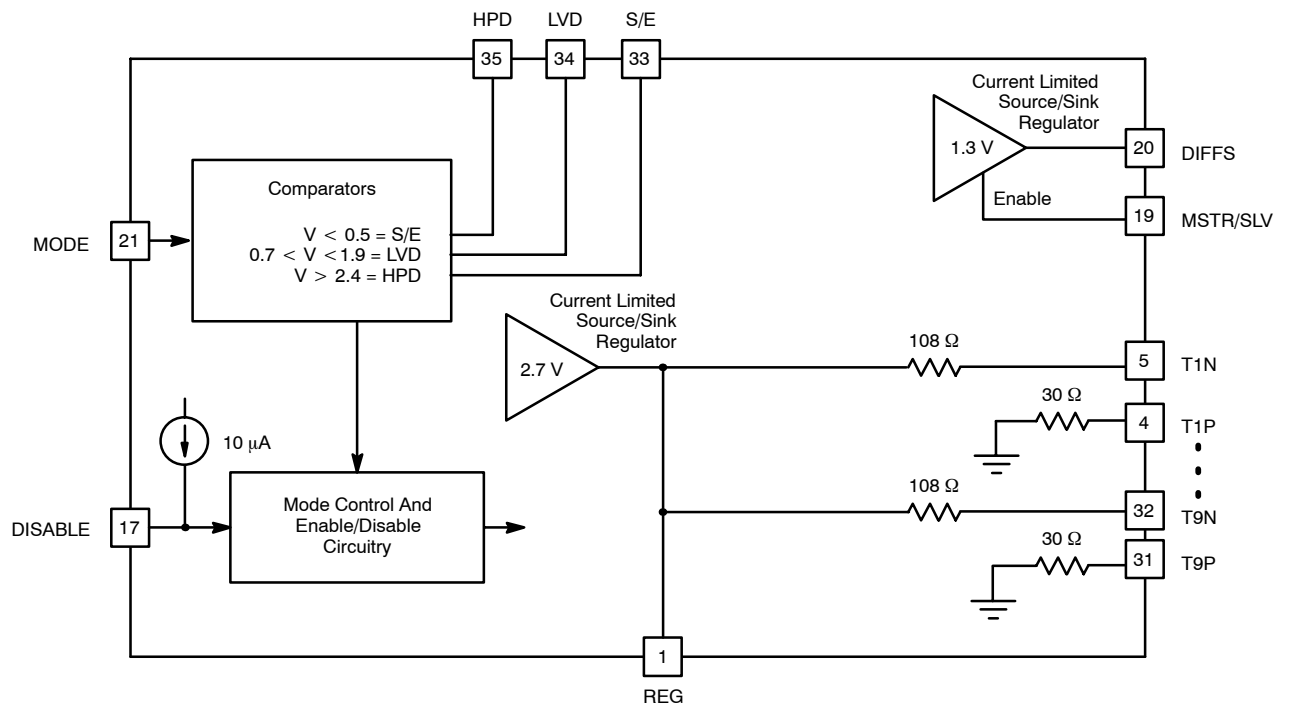 HPD LVD S/E
35 34 33
Current Limited
Source/Sink
Regulator
1.3 V
20
DIFFS
Enable
19
MSTR/SLV
Comparators
V < 0.5 = S/E
0.7 < V <1.9 = LVD
V > 2.4 = HPD
MODE
21
Current Limited
Source/Sink
Regulator
2.7 V
108 Ω
5
T1N
30 Ω
4
T1P
10 μA
108 Ω
32
T9N
30 Ω
31
T9P
DISABLE
17
Mode Control And
Enable/Disable
Circuitry
1
REG